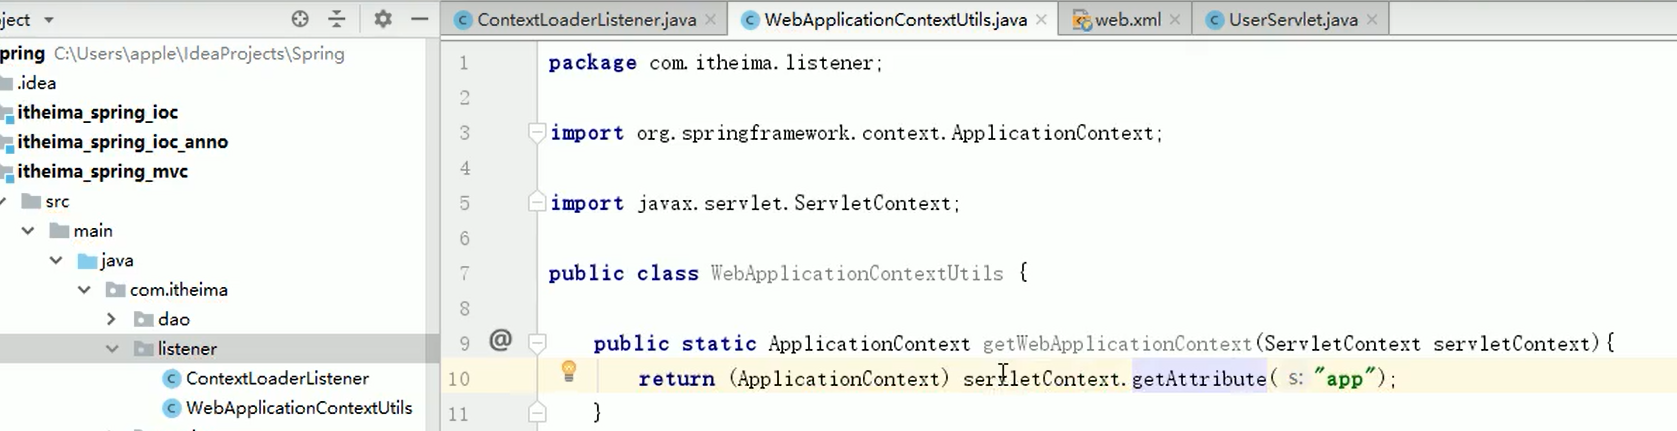 ject
ContextLoaderListener.java
WebApplicationContextUtils.java
web.xml
UserServlet.java
pring C:\Users\apple\IdeaProjects\Spring
.idea
itheima_spring_ioc
itheima_spring_ioc_anno
itheima_spring_mvc
src
main
java
com.itheima
dao
listener
ContextLoaderListener
WebApplicationContextUtils
1 package com.itheima.listener;
2
3 import org.springframework.context.ApplicationContext;
4
5 import javax.servlet.ServletContext;
6
7 public class WebApplicationContextUtils {
8
9 @ public static ApplicationContext getWebApplicationContext(ServletContext servletContext){
10 return (ApplicationContext) servletContext.getAttribute( s: "app");
11 }